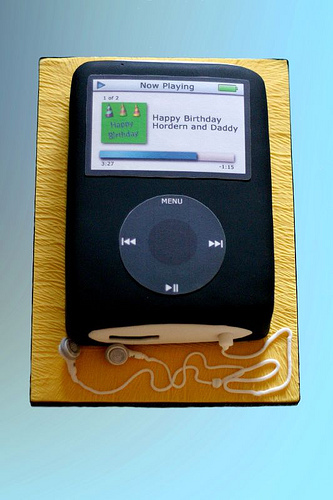 Now Playing
1 of 2
Happy
Birthday
Happy Birthday
Hordern and Daddy
3:27
-1:15
MENU